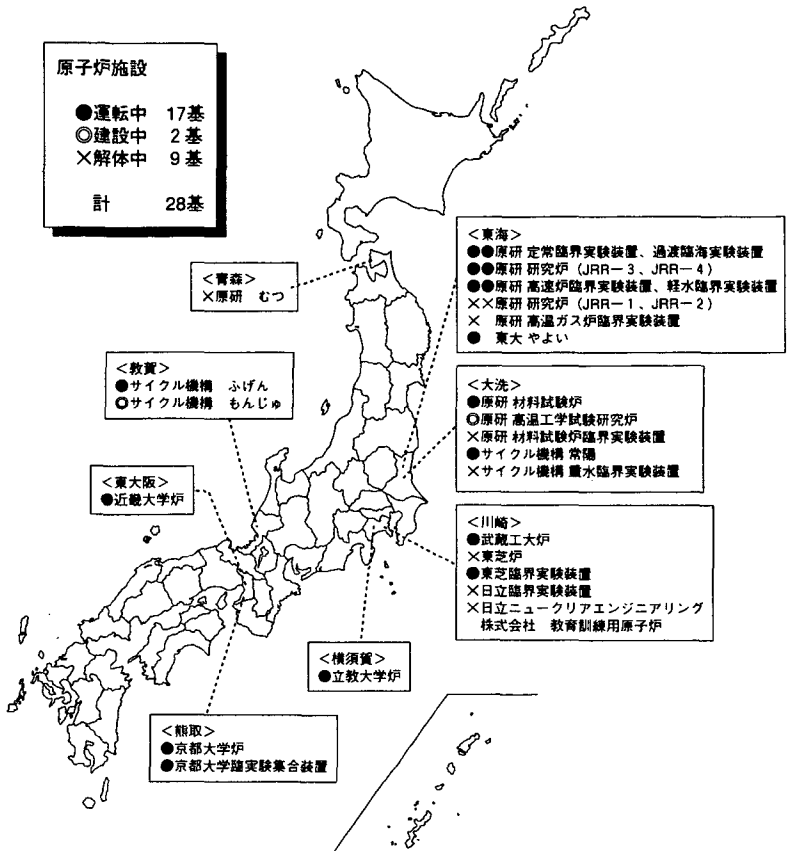 原子炉施設
●運転中 17基
◎建設中 2基
×解体中 9基
計 28基
<東海>
●●原研 定常臨界実験装置、過渡臨海実験装置
●●原研 研究炉（JRR－3、JRR－4）
●●原研 高速炉臨界実験装置、軽水臨界実験装置
××原研 研究炉（JRR－1、JRR－2）
× 原研 高温ガス炉臨界実験装置
● 東大 やよい
<青森>
×原研 むつ
<敦賀>
●サイクル機構 ふげん
◎サイクル機構 もんじゅ
<大洗>
●原研 材料試験炉
◎原研 高温工学試験研究炉
×原研 材料試験炉臨界実験装置
●サイクル機構 常陽
×サイクル機構 重水臨界実験装置
<東大阪>
●近畿大学炉
<川崎>
●武蔵工大炉
×東芝炉
●東芝臨界実験装置
×日立臨界実験装置
×日立ニュークリアエンジニアリング
株式会社 教育訓練用原子炉
<横須賀>
●立教大学炉
<熊取>
●京都大学炉
●京都大学臨実験集合装置